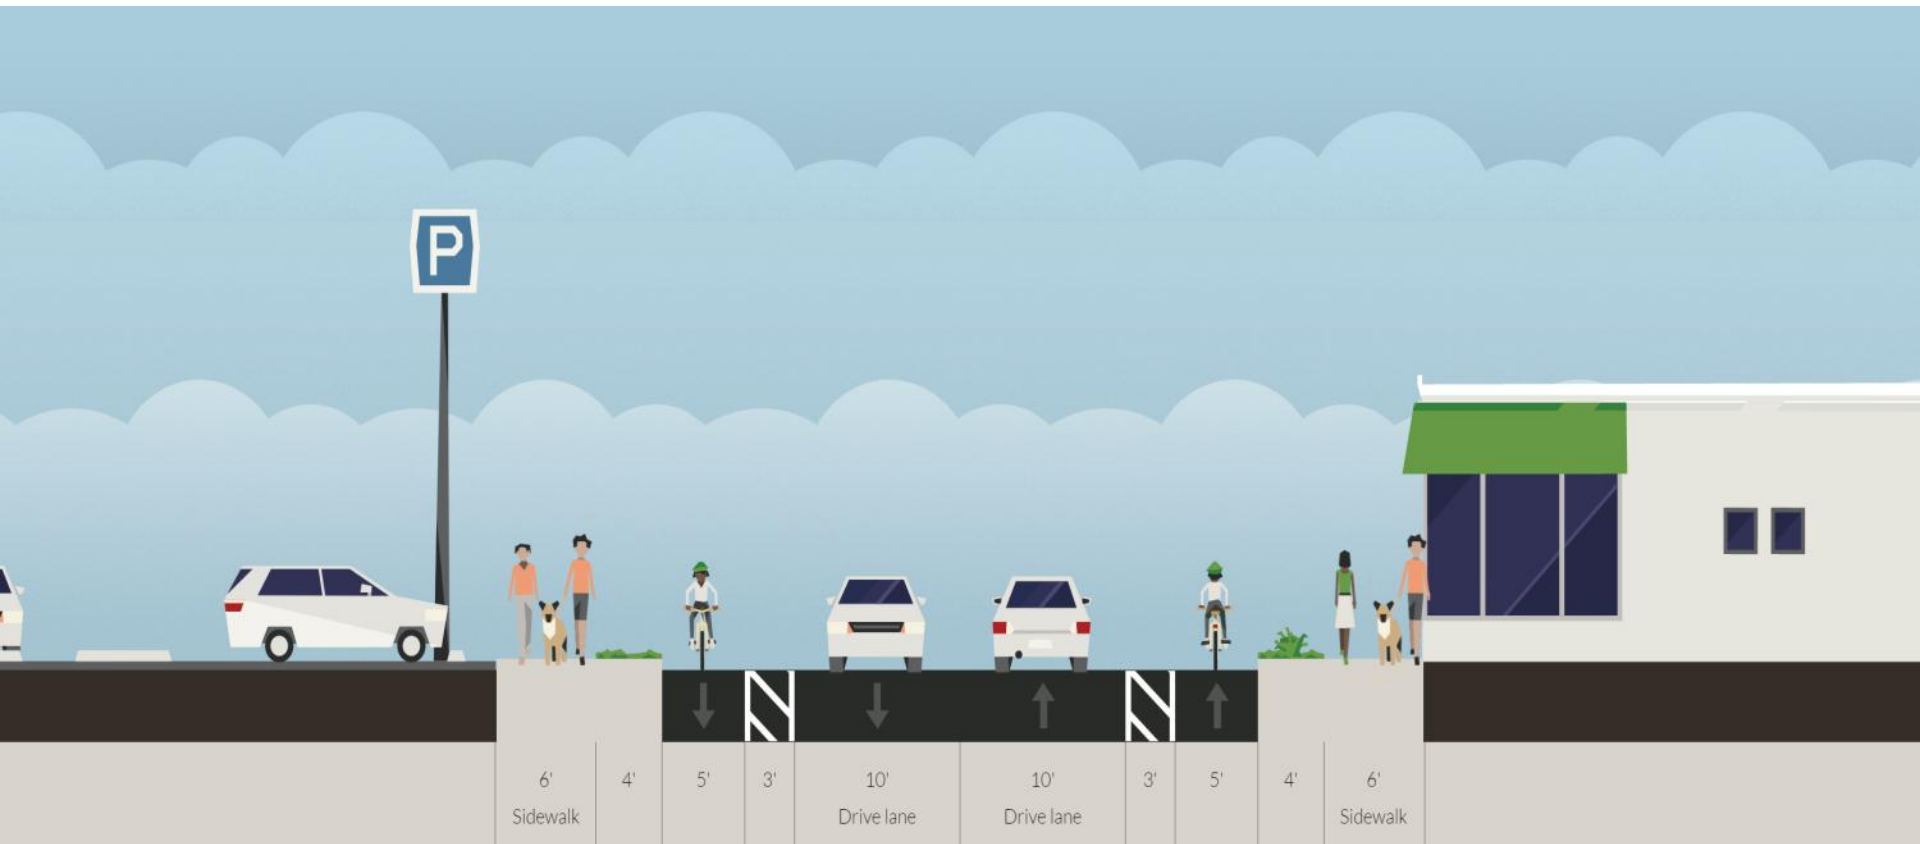 P
6' 4' 5' 3' 10' 10' 3' 5' 4' 6'
Sidewalk Drive lane Drive lane Sidewalk